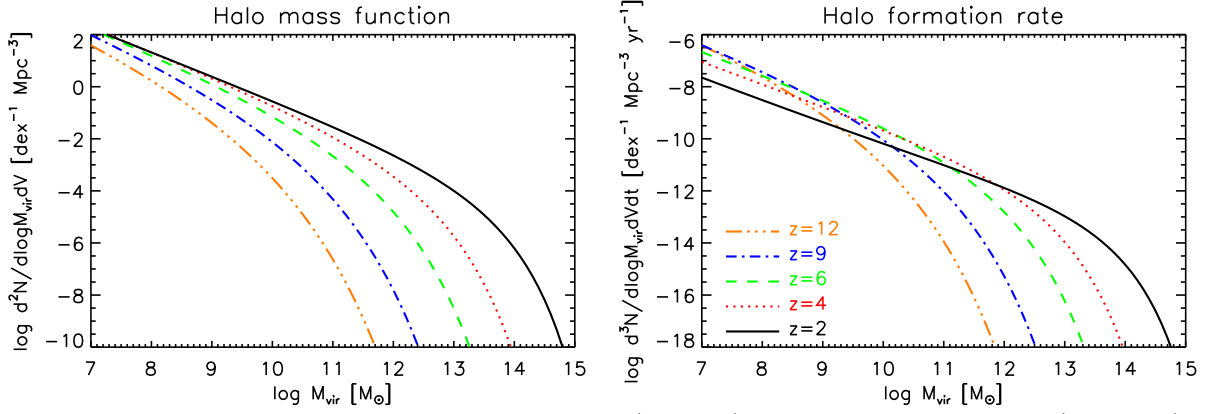 Halo mass function
log d²N/dlogM_vir dV [dex⁻¹ Mpc⁻³]
2
0
−2
−4
−6
−8
−10
7 8 9 10 11 12 13 14 15
log M_vir [M_⊙]
Halo formation rate
log d³N/dlogM_vir dVdt [dex⁻¹ Mpc⁻³ yr⁻¹]
−6
−8
−10
−12
−14
−16
−18
z=12
z=9
z=6
z=4
z=2
7 8 9 10 11 12 13 14 15
log M_vir [M_⊙]